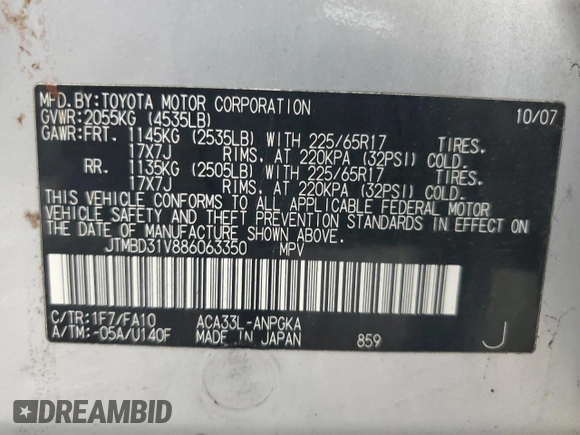 MFD.BY:TOYOTA MOTOR CORPORATION 10/07
GVWR:2055KG (4535LB)
GAWR:FRT. 1145KG (2535LB) WITH 225/65R17 TIRES.
17X7J RIMS. AT 220KPA (32PSI) COLD.
RR. 1135KG (2505LB) WITH 225/65R17 TIRES.
17X7J RIMS. AT 220KPA (32PSI) COLD.
THIS VEHICLE CONFORMS TO ALL APPLICABLE FEDERAL MOTOR
VEHICLE SAFETY AND THEFT PREVENTION STANDARDS IN EFFECT ON
THE DATE OF MANUFACTURE SHOWN ABOVE.
JTMBD31V886063350 MPV
C/TR:1F7/FA10 ACA33L-ANPGKA
A/TM:-05A/U140F MADE IN JAPAN 859 J
DREAMBID